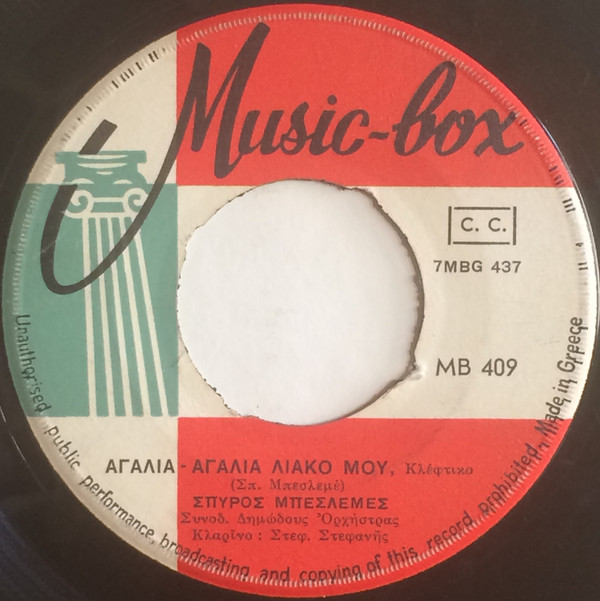 Music-box
C. C.
7MBG 437
MB 409
ΑΓΑΛΙΑ - ΑΓΑΛΙΑ ΛΙΑΚΟ ΜΟΥ, Κλέφτικο
(Σπ. Μπεσλεμέ)
ΣΠΥΡΟΣ ΜΠΕΣΛΕΜΕΣ
Συνοδ. Δημώδους Ὀρχήστρας
Κλαρῖνο : Στεφ. Στεφανῆς
Unauthorised public performance, broadcasting and copying of this record prohibited. Made in Greece